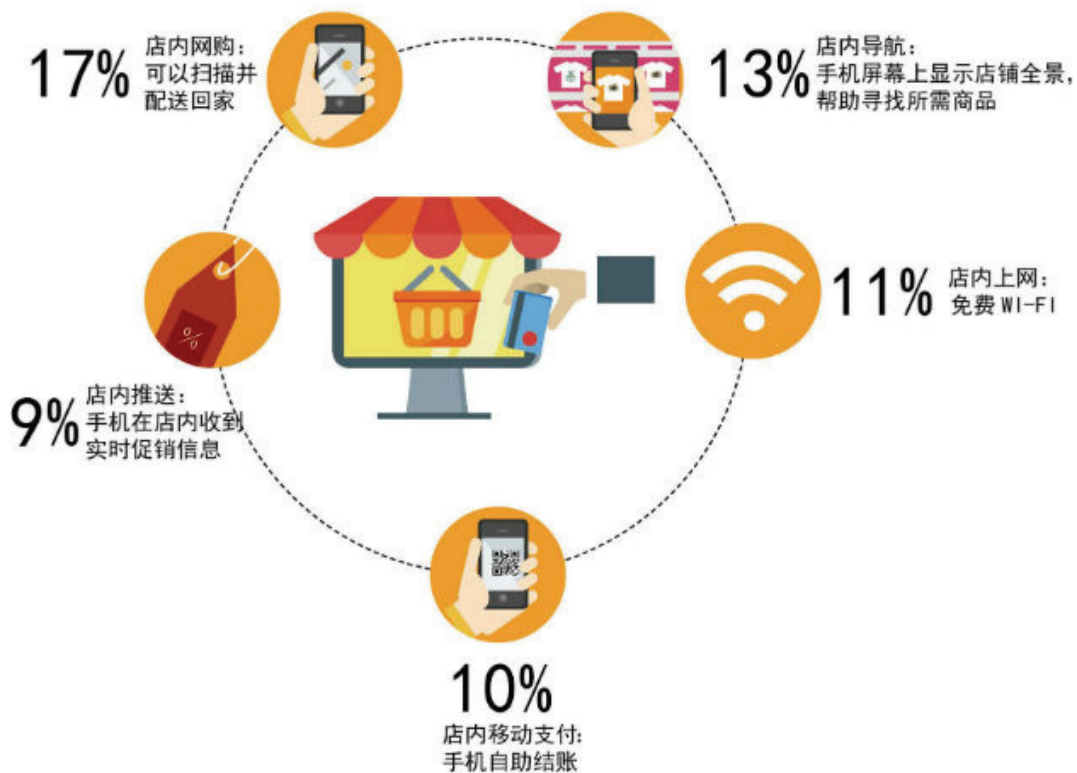 17%
店内网购：
可以扫描并
配送回家
13%
店内导航：
手机屏幕上显示店铺全景，
帮助寻找所需商品
11%
店内上网：
免费 WI-FI
%
9%
店内推送：
手机在店内收到
实时促销信息
10%
店内移动支付：
手机自助结账